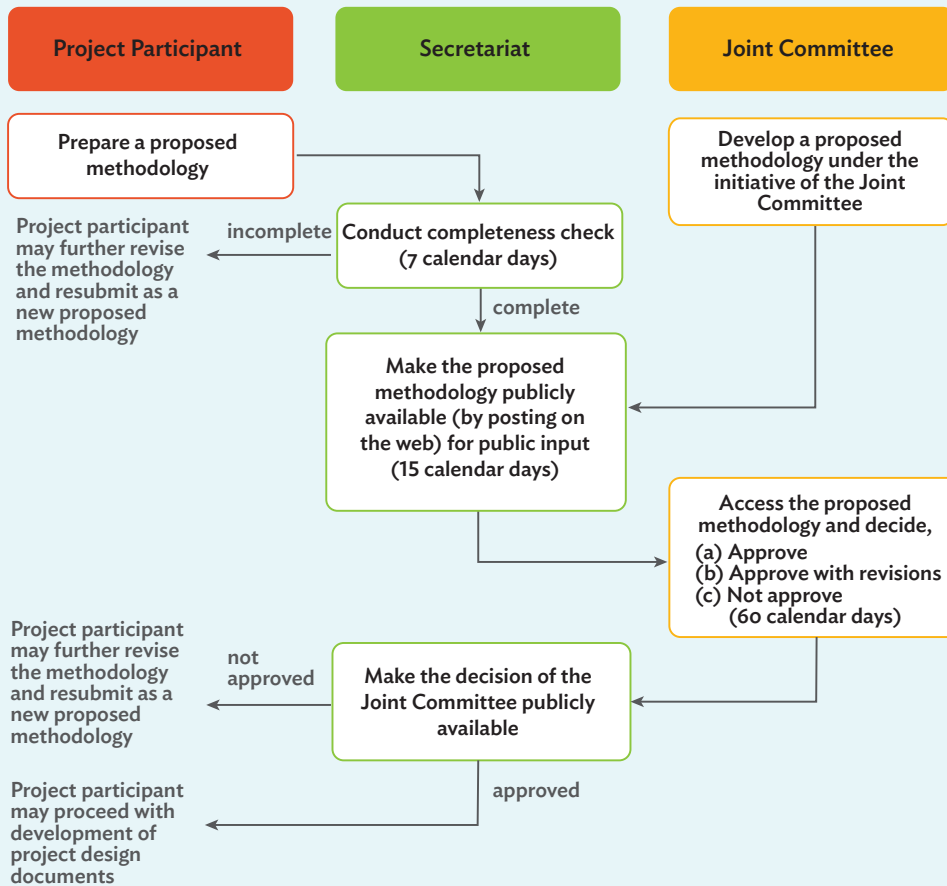 Project Participant
Secretariat
Joint Committee
Prepare a proposed
methodology
Develop a proposed
methodology under the
initiative of the Joint
Committee
Project participant
may further revise
the methodology
and resubmit as a
new proposed
methodology
incomplete
Conduct completeness check
(7 calendar days)
complete
Make the proposed
methodology publicly
available (by posting on
the web) for public input
(15 calendar days)
Access the proposed
methodology and decide,
(a) Approve
(b) Approve with revisions
(c) Not approve
(60 calendar days)
Project participant
may further revise
the methodology
and resubmit as a
new proposed
methodology
not
approved
Make the decision of the
Joint Committee publicly
available
approved
Project participant
may proceed with
development of
project design
documents